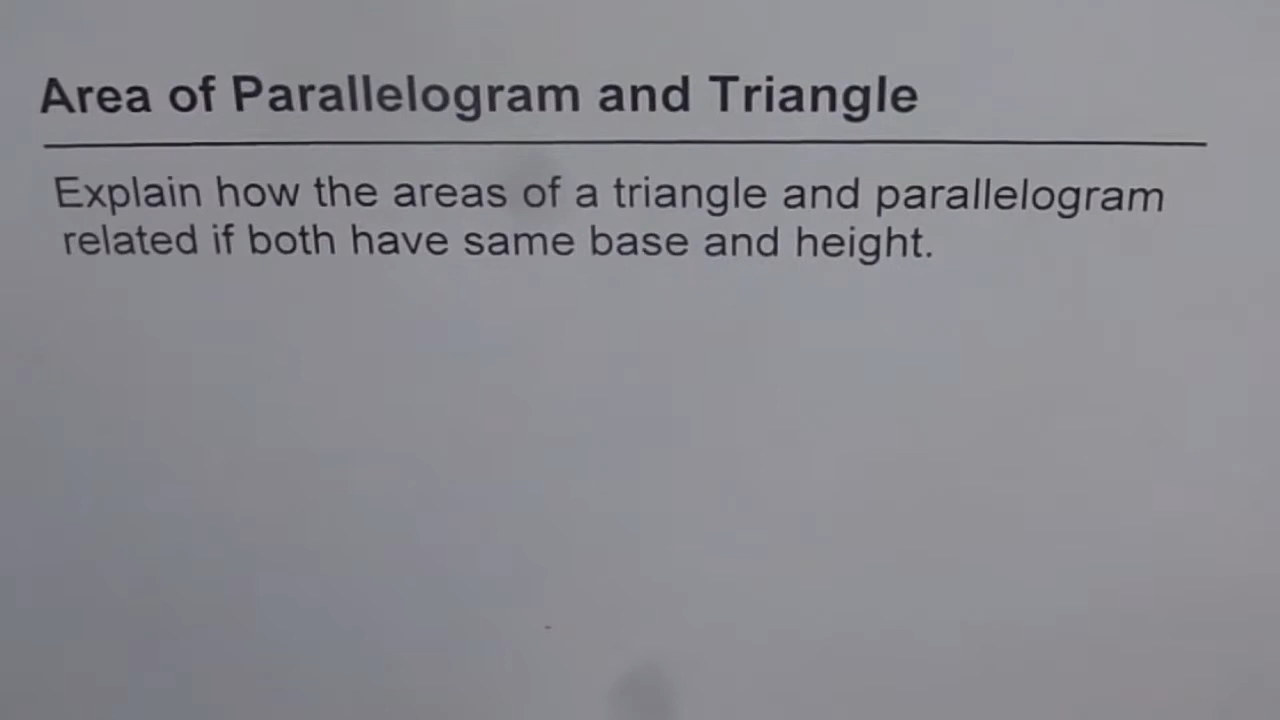 Area of Parallelogram and Triangle
Explain how the areas of a triangle and parallelogram
related if both have same base and height.